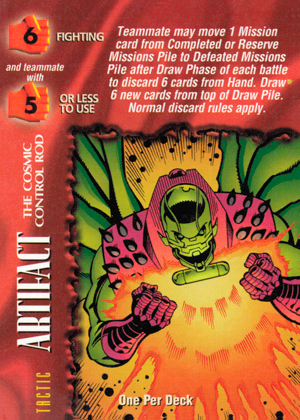 6 FIGHTING
and teammate
with
5 OR LESS
TO USE
Teammate may move 1 Mission
card from Completed or Reserve
Missions Pile to Defeated Missions
Pile after Draw Phase of each battle
to discard 6 cards from Hand. Draw
6 new cards from top of Draw Pile.
Normal discard rules apply.
TACTIC
ARTIFACT
THE COSMIC
CONTROL ROD
One Per Deck